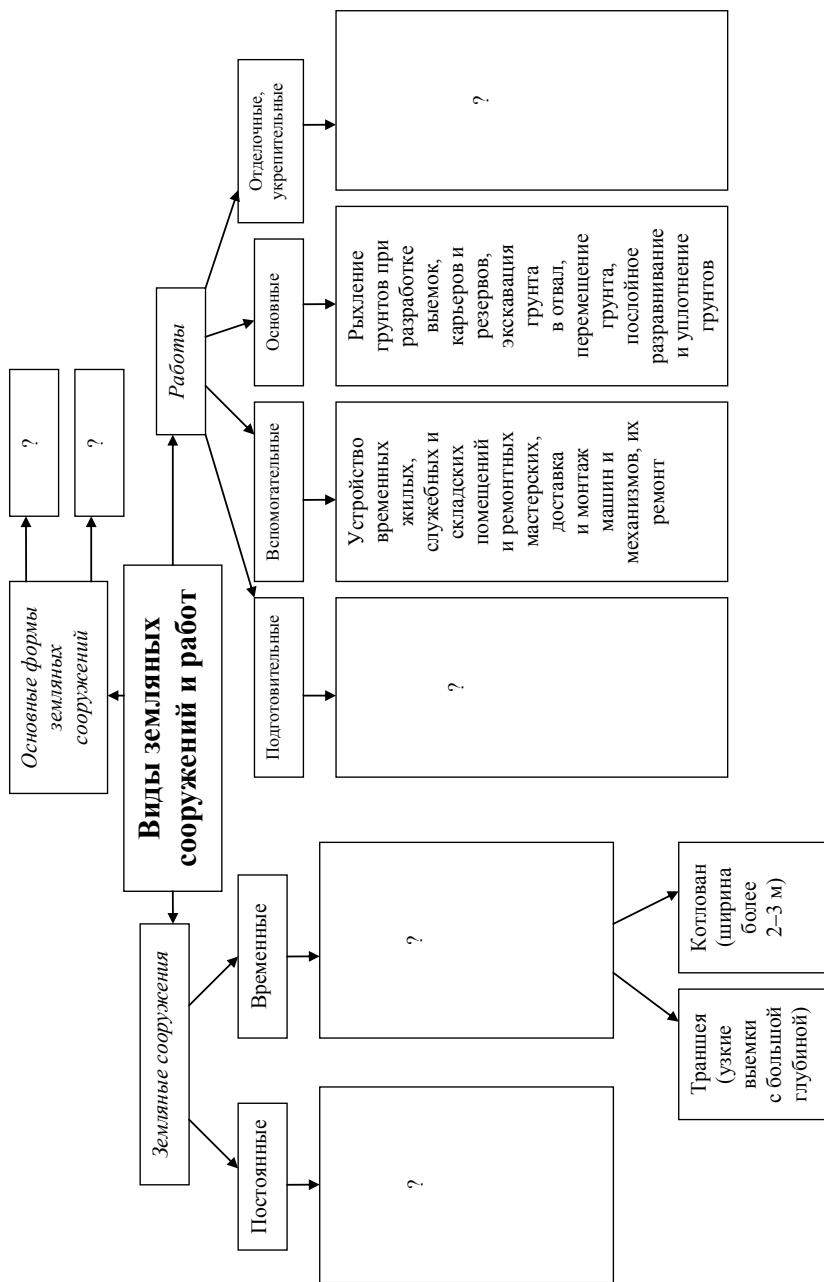 Основные формы
земляных
сооружений
?
?
Виды земляных
сооружений и работ
Земляные сооружения
Работы
Постоянные
Временные
Подготовительные
Вспомогательные
Основные
Отделочные,
укрепительные
?
?
?
Устройство
временных
жилых,
служебных и
складских
помещений
и ремонтных
мастерских,
доставка
и монтаж
машин и
механизмов, их
ремонт
Рыхление
грунтов при
разработке
выемок,
карьеров и
резервов,
экскавация
грунта
в отвал,
перемещение
грунта,
послойное
разравнивание
и уплотнение
грунтов
?
Траншея
(узкие
выемки
с большой
глубиной)
Котлован
(ширина
более
2–3 м)